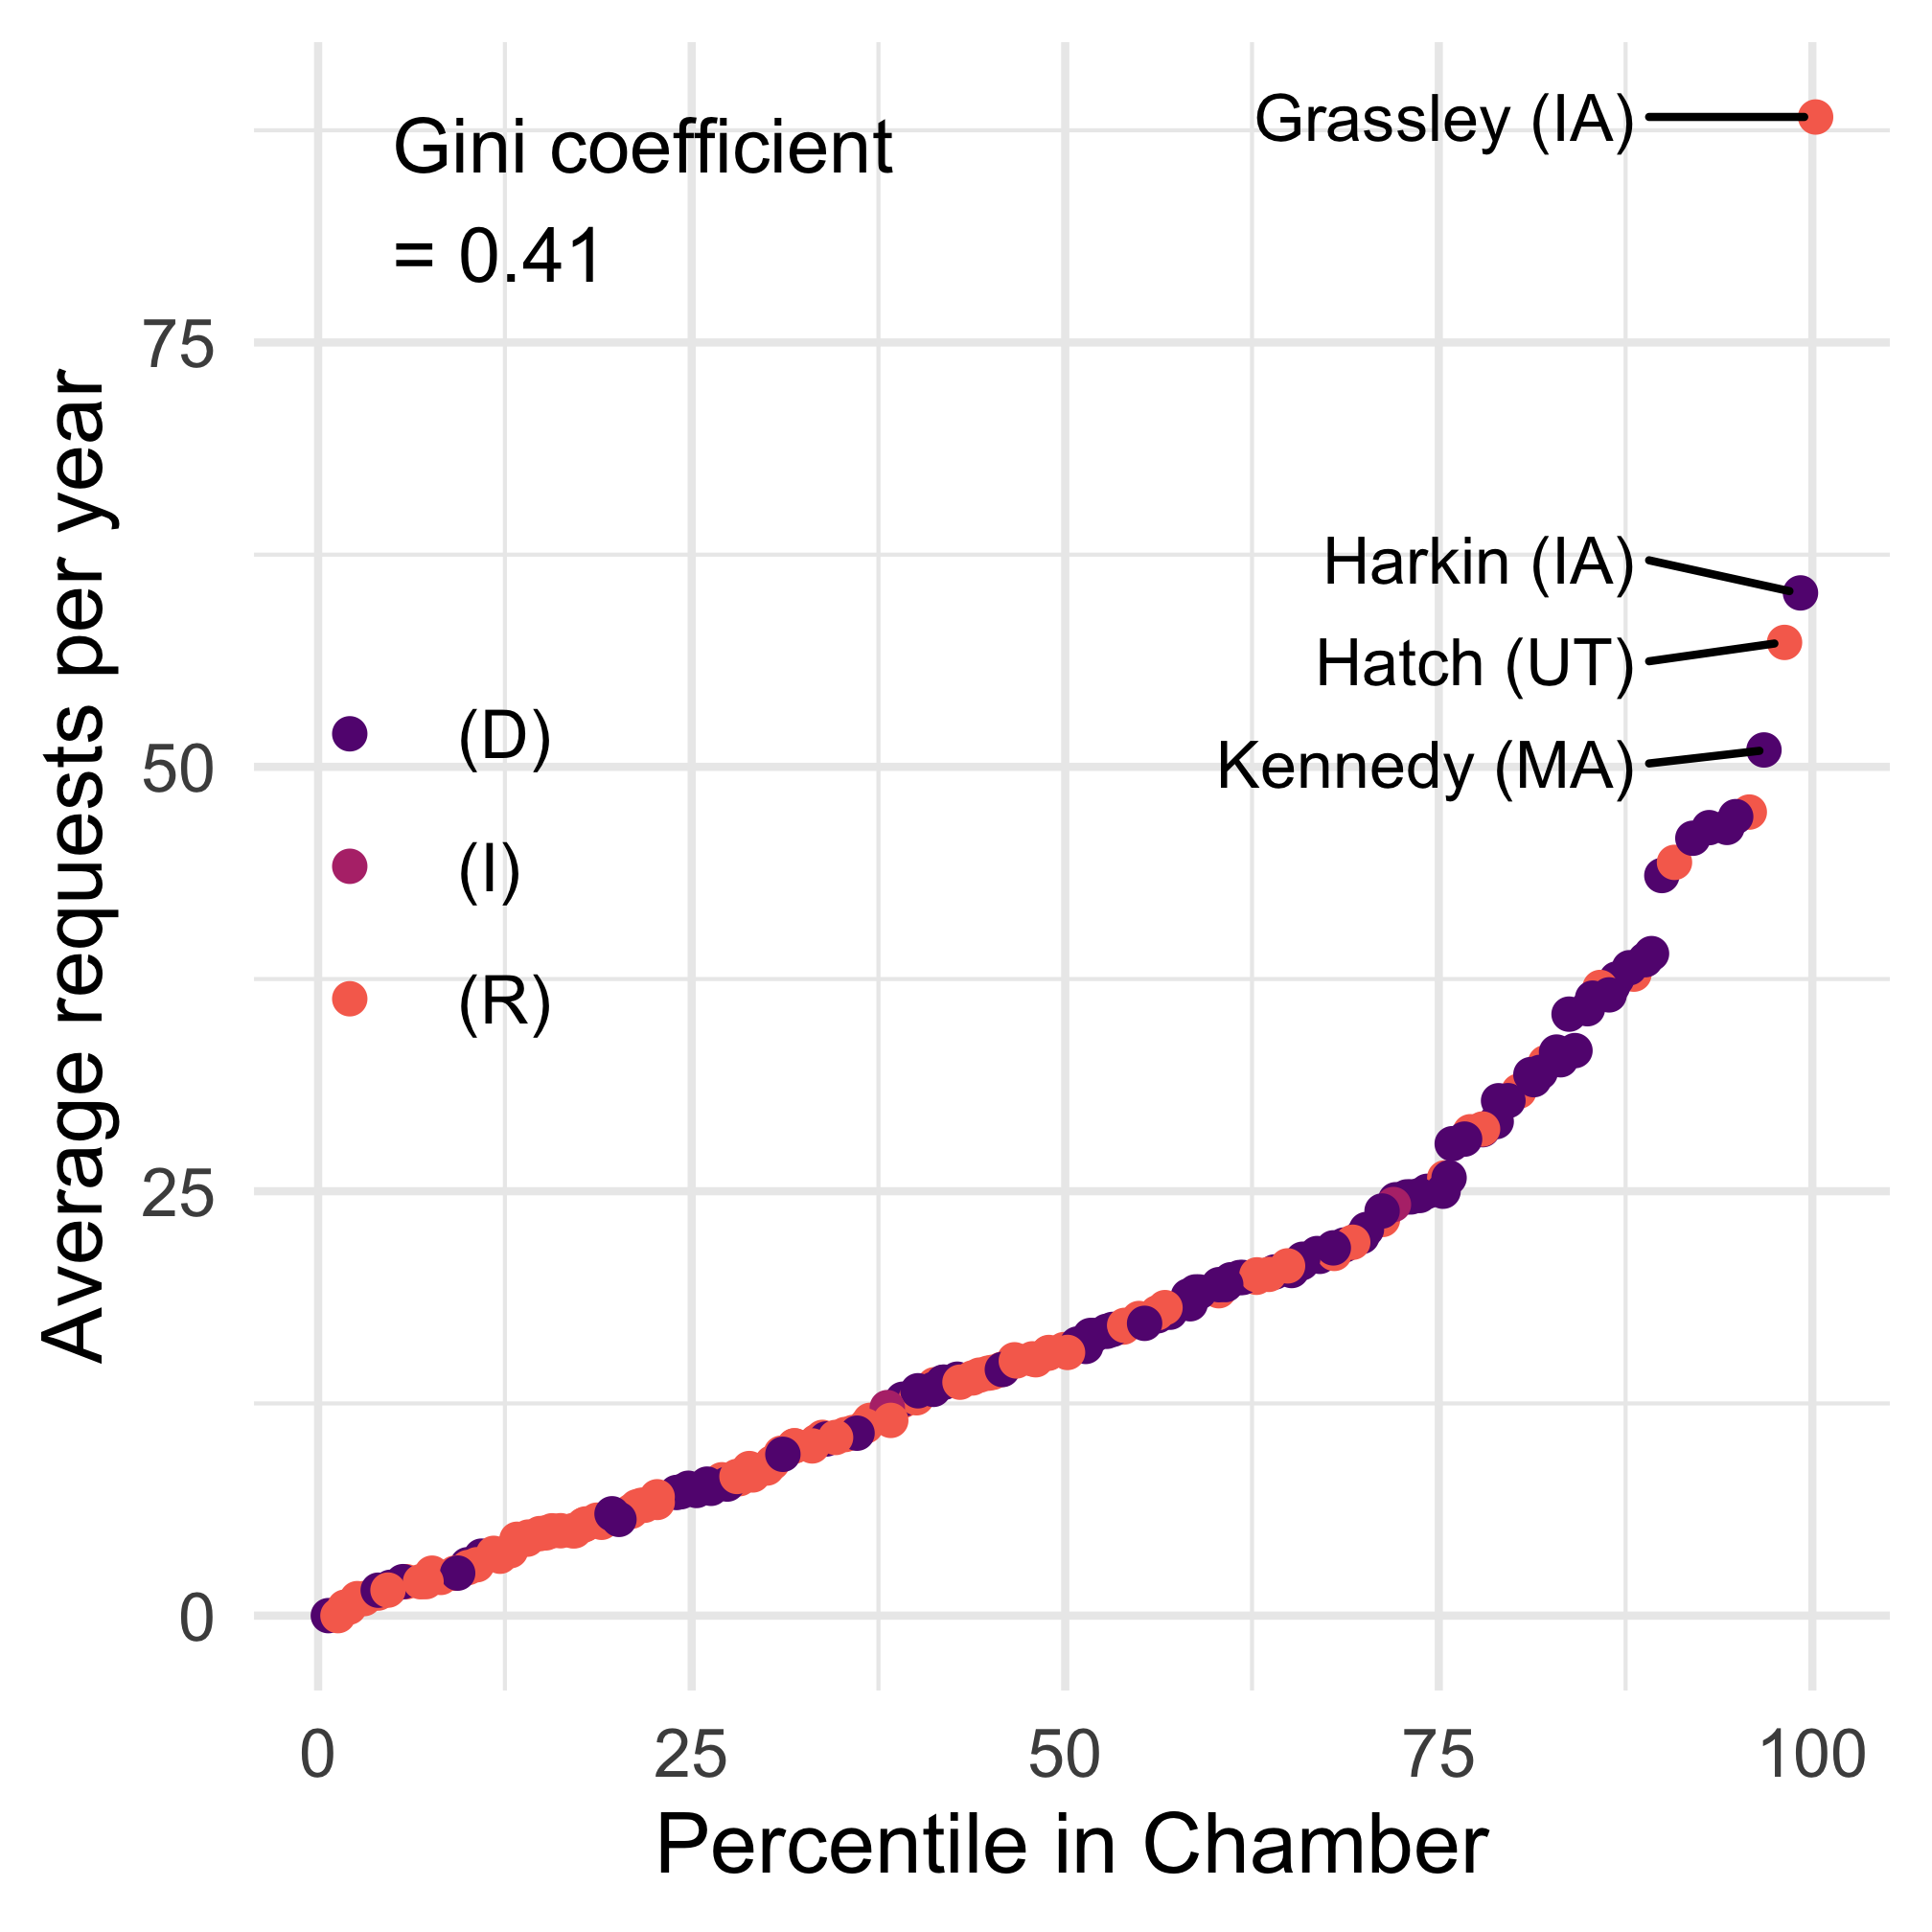 Gini coefficient
= 0.41
Grassley (IA)
Harkin (IA)
Hatch (UT)
Kennedy (MA)
(D)
(I)
(R)
Average requests per year
75
50
25
0
0 25 50 75 100
Percentile in Chamber